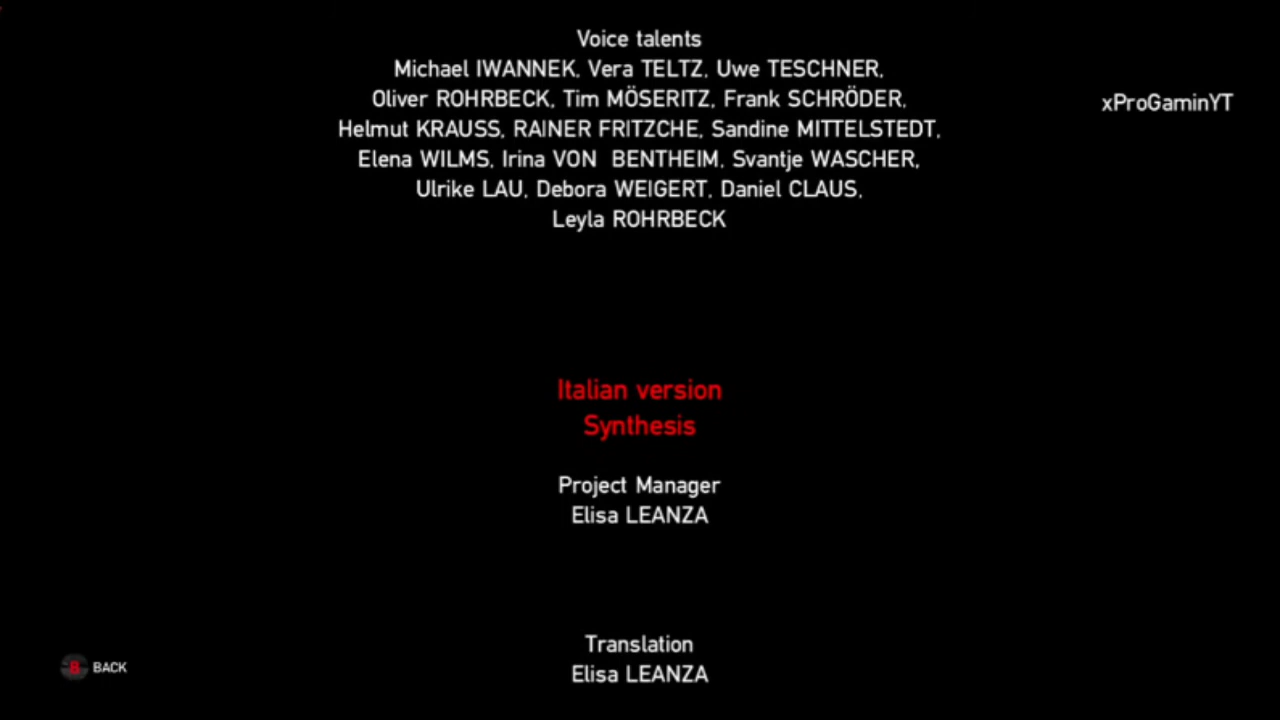 Voice talents
Michael IWANNEK, Vera TELTZ, Uwe TESCHNER,
Oliver ROHRBECK, Tim MÖSERITZ, Frank SCHRÖDER,
xProGaminYT
Helmut KRAUSS, RAINER FRITZCHE, Sandine MITTELSTEDT,
Elena WILMS, Irina VON BENTHEIM, Svantje WASCHER,
Ulrike LAU, Debora WEIGERT, Daniel CLAUS,
Leyla ROHRBECK
Italian version
Synthesis
Project Manager
Elisa LEANZA
Translation
Elisa LEANZA
B BACK